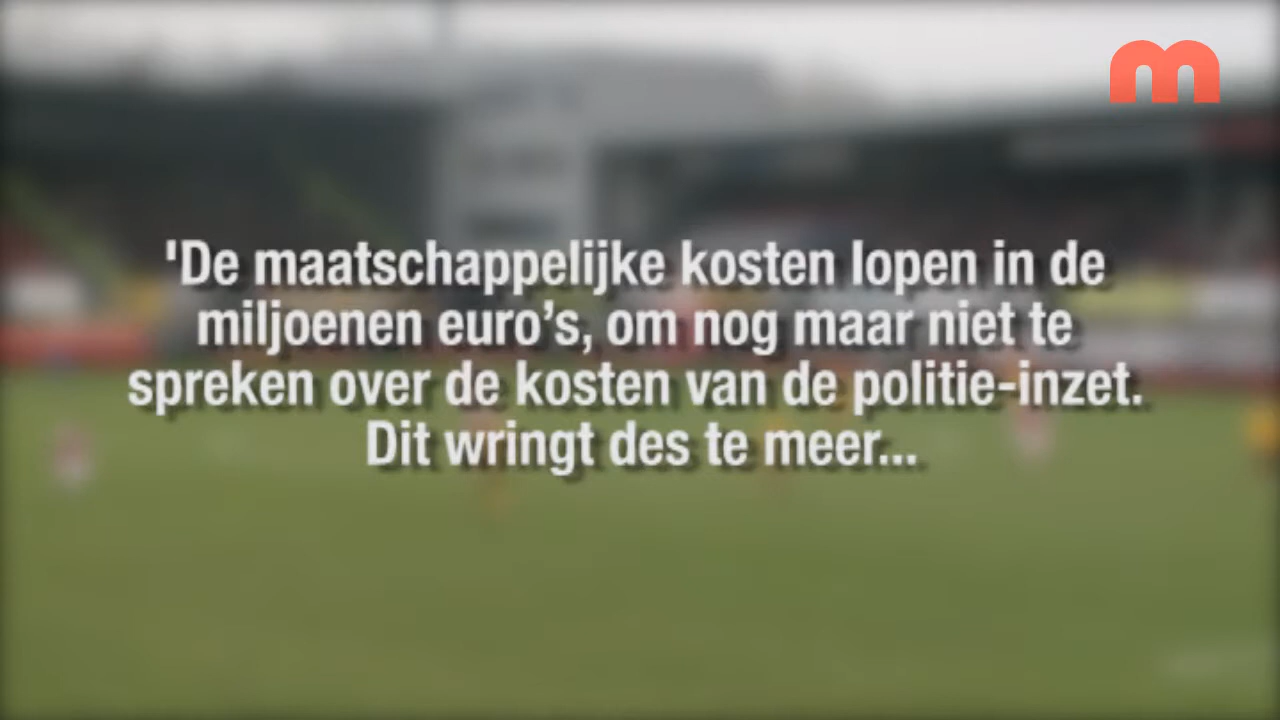 m
'De maatschappelijke kosten lopen in de
miljoenen euro’s, om nog maar niet te
spreken over de kosten van de politie-inzet.
Dit wringt des te meer...